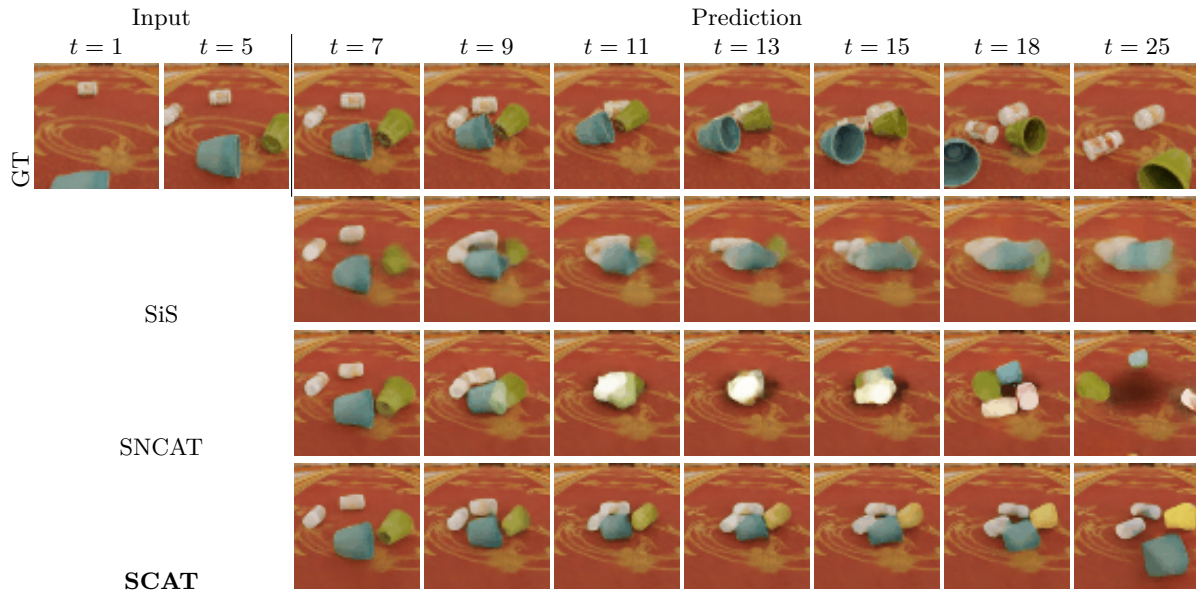 Input Prediction
t = 1 t = 5 t = 7 t = 9 t = 11 t = 13 t = 15 t = 18 t = 25
GT
SiS
SNCAT
SCAT